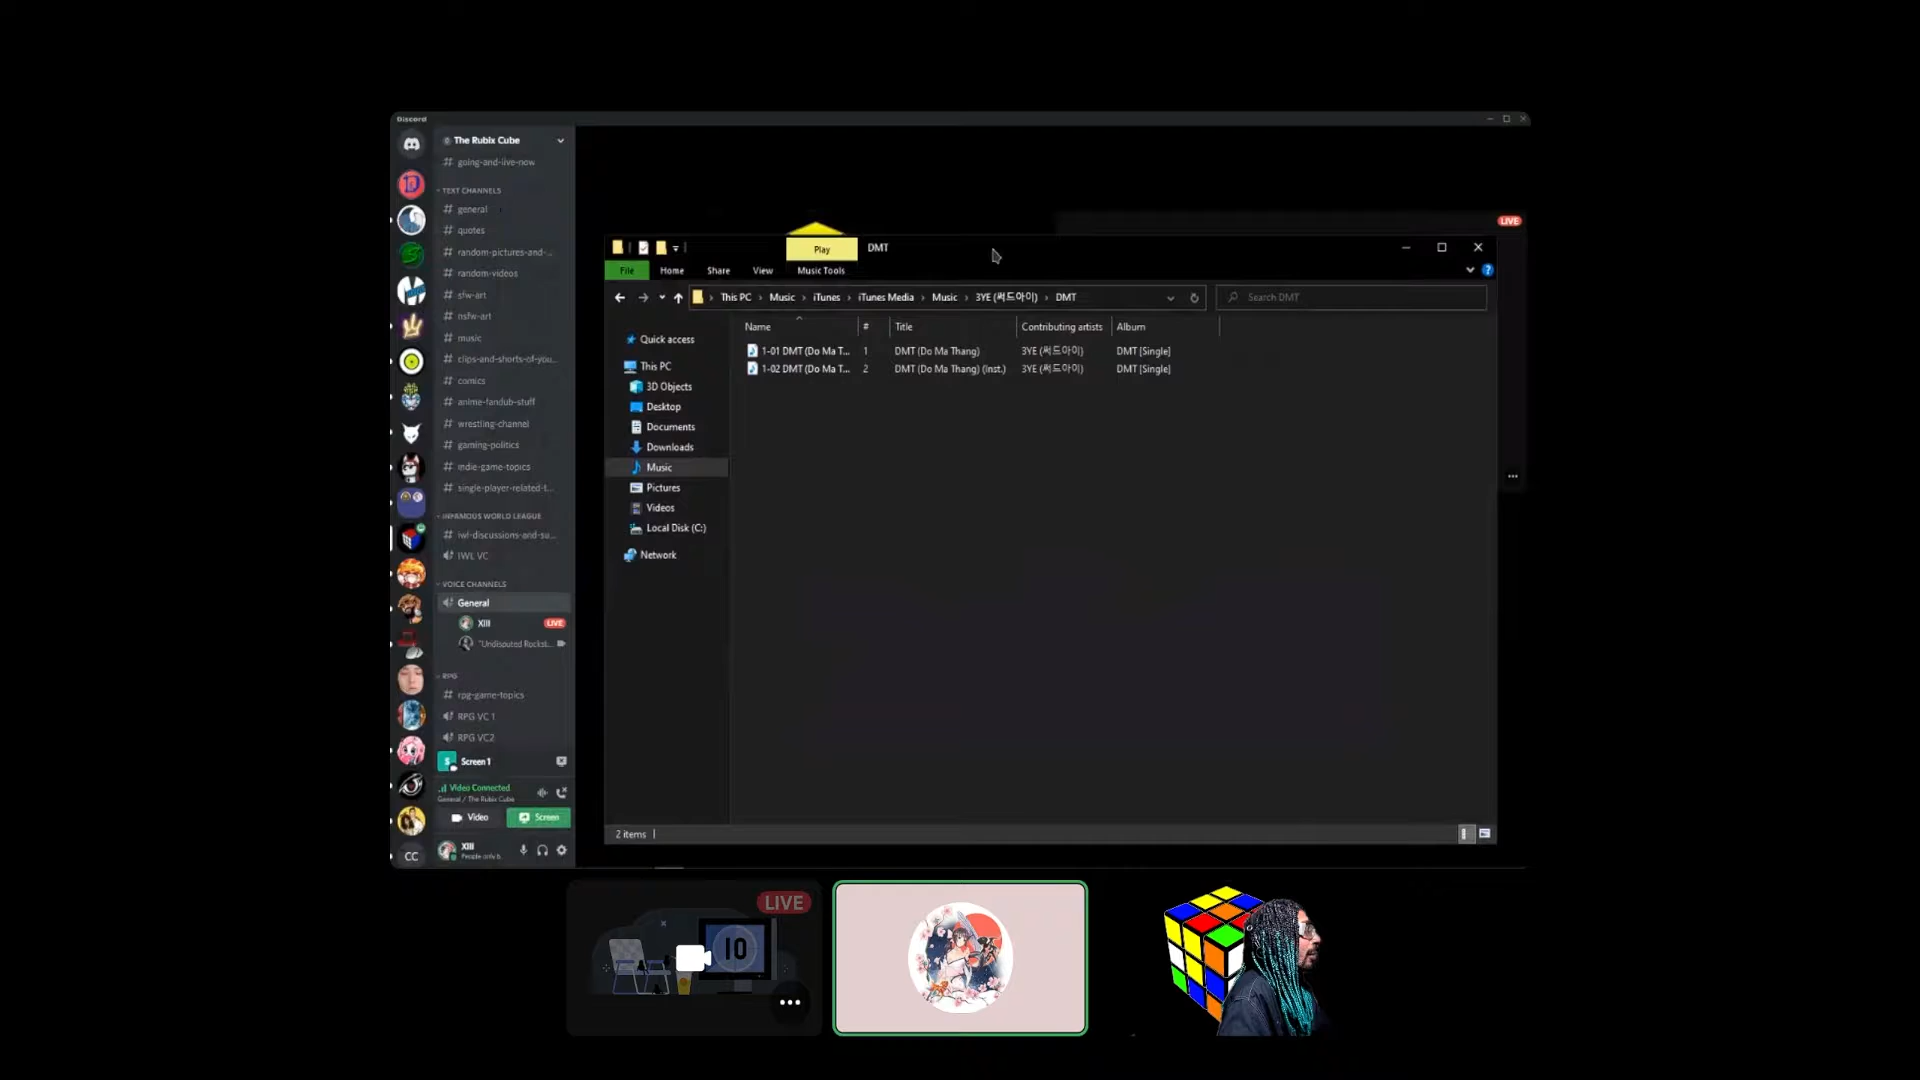 Discord
The Rubix Cube
going-and-live-now
TEXT CHANNELS
general
quotes
random-pictures-and-...
random-videos
sfw-art
nsfw-art
music
clips-and-shorts-of-you...
comics
anime-fandub-stuff
wrestling-channel
gaming-politics
indie-game-topics
single-player-related-t...
INFAMOUS WORLD LEAGUE
iwl-discussions-and-su...
IWL VC
VOICE CHANNELS
General
XIII LIVE
"Undisputed Rockst...
RPG
rpg-game-topics
RPG VC 1
RPG VC2
Screen 1
Video Connected
General / The Rubix Cube
Video Screen
XIII
People only b
CC
LIVE
Play DMT
File Home Share View Music Tools
This PC > Music > iTunes > iTunes Media > Music > 3YE (써드아이) > DMT
Search DMT
Name # Title Contributing artists Album
1-01 DMT (Do Ma T... 1 DMT (Do Ma Thang) 3YE (써드아이) DMT [Single]
1-02 DMT (Do Ma T... 2 DMT (Do Ma Thang) (Inst.) 3YE (써드아이) DMT [Single]
Quick access
This PC
3D Objects
Desktop
Documents
Downloads
Music
Pictures
Videos
Local Disk (C:)
Network
2 items
LIVE
10